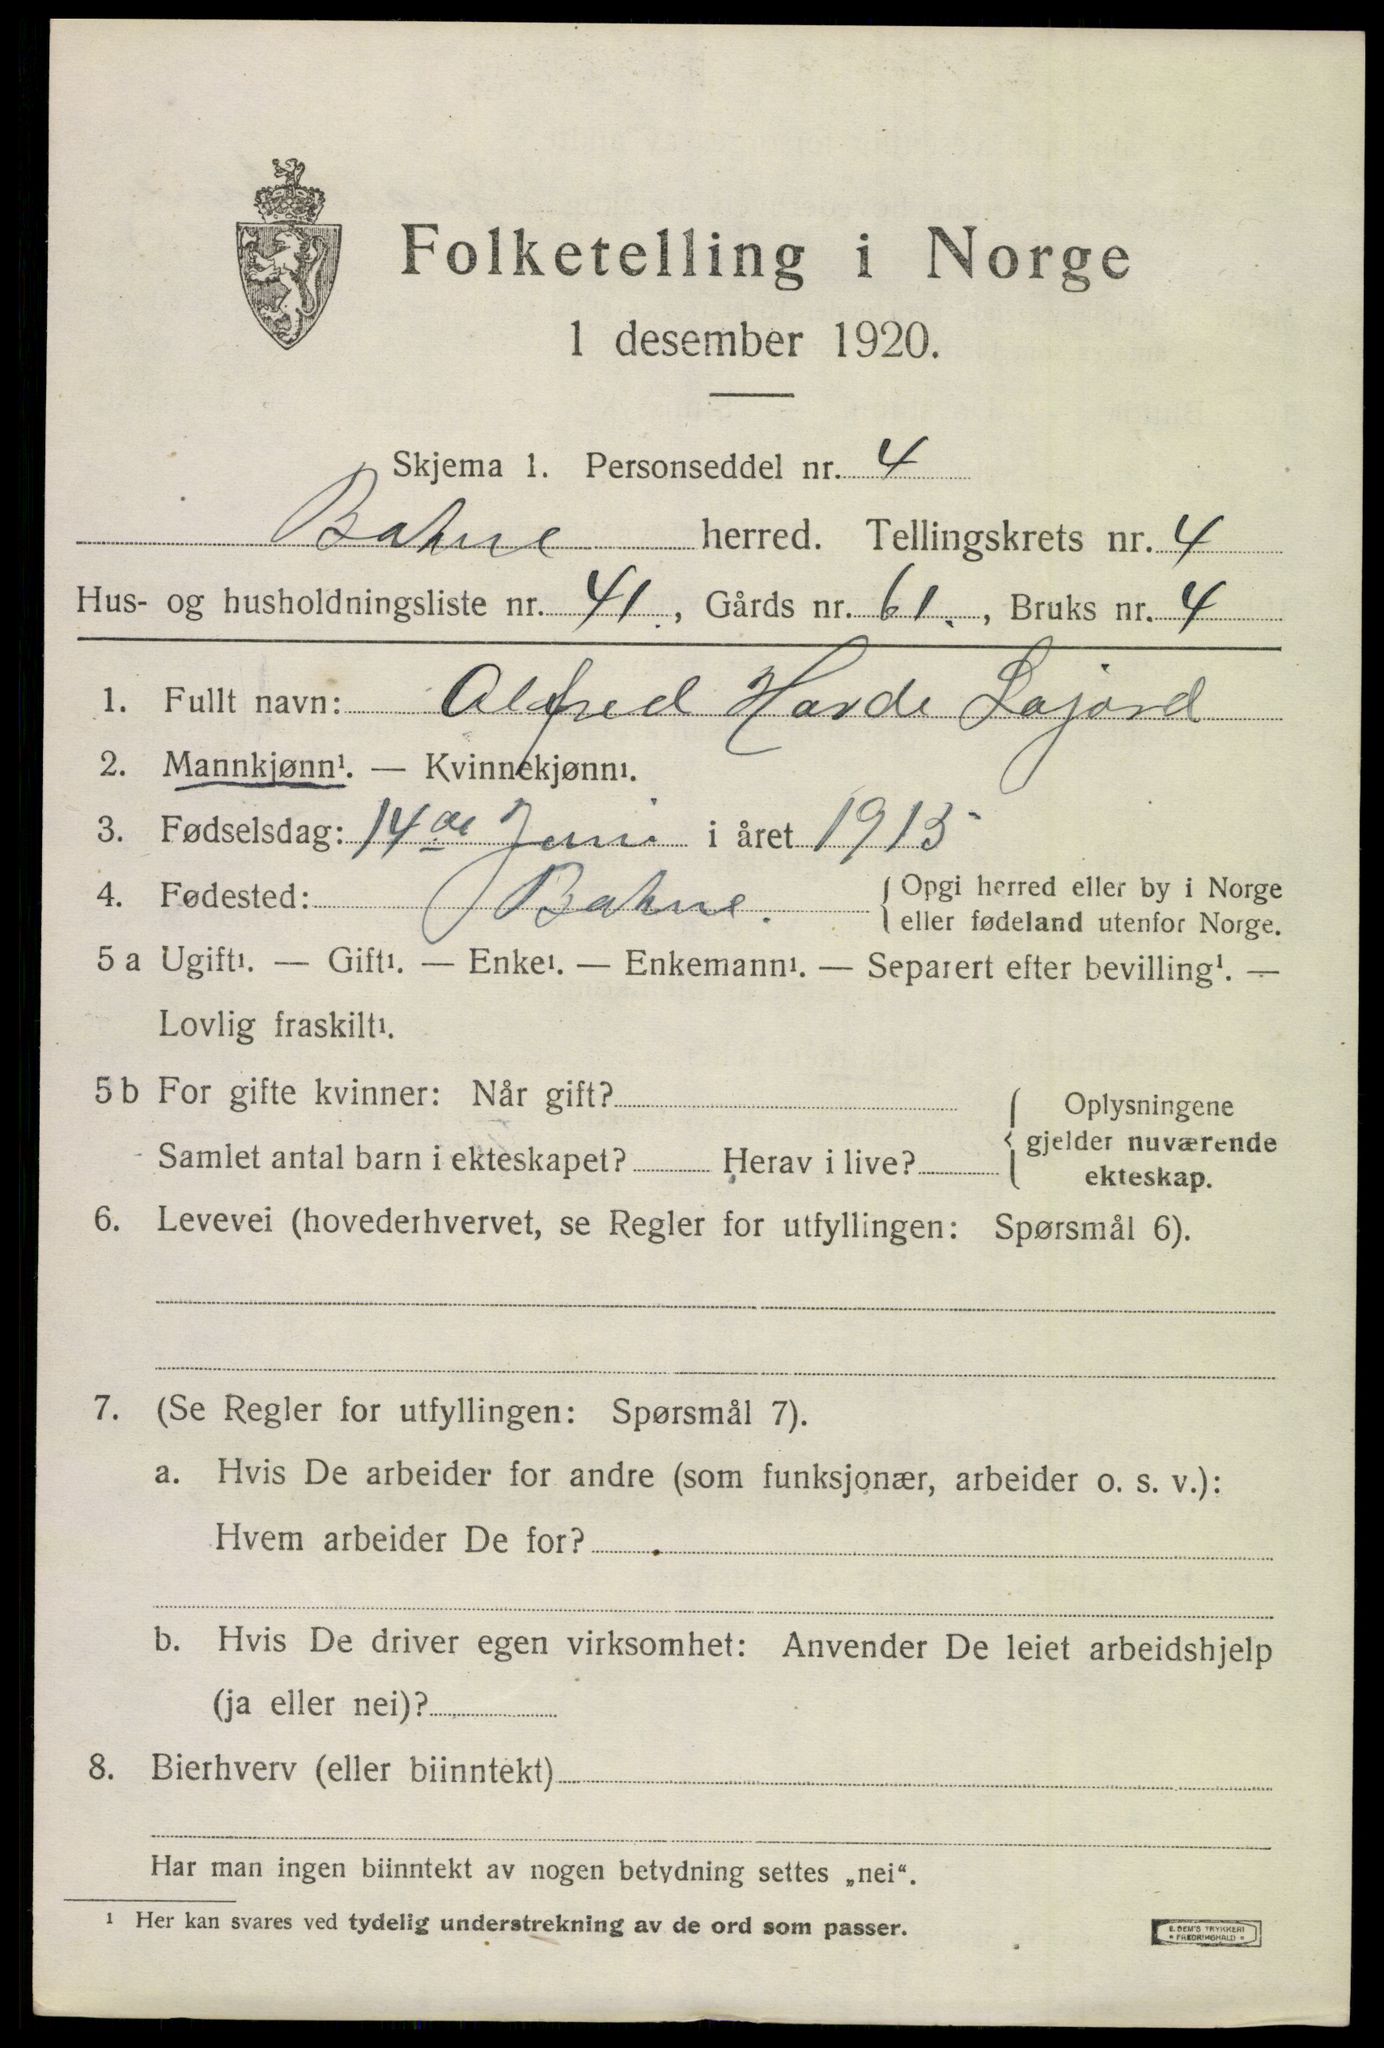 Folketelling i Norge
1 desember 1920.
Skjema 1. Personseddel nr. 4
Bakne herred. Tellingskrets nr. 4
Hus- og husholdningsliste nr. 41., Gårds nr. 61., Bruks nr. 4
1. Fullt navn: Alfred Harde Lajord
2. Mannkjønn¹. — Kvinnekjønn¹.
3. Fødselsdag: 14de Juni i året 1915
4. Fødested: Bakne. { Opgi herred eller by i Norge
eller fødeland utenfor Norge.
5 a Ugift¹. — Gift¹. — Enke¹. — Enkemann¹. — Separert efter bevilling¹. —
Lovlig fraskilt¹.
5 b For gifte kvinner: Når gift?
Samlet antal barn i ekteskapet? Herav i live?
Oplysningene
gjelder nuværende
ekteskap.
6. Levevei (hovederhvervet, se Regler for utfyllingen: Spørsmål 6).
7. (Se Regler for utfyllingen: Spørsmål 7).
a. Hvis De arbeider for andre (som funksjonær, arbeider o. s. v.):
Hvem arbeider De for?
b. Hvis De driver egen virksomhet: Anvender De leiet arbeidshjelp
(ja eller nei)?
8. Bierhverv (eller biinntekt)
Har man ingen biinntekt av nogen betydning settes „nei“.
¹ Her kan svares ved tydelig understrekning av de ord som passer.
E. SEM'S TRYKKERI
* FREDRIKSHALD *